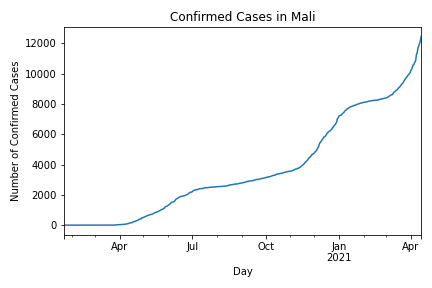 Confirmed Cases in Mali
Number of Confirmed Cases
12000
10000
8000
6000
4000
2000
0
Apr
Jul
Oct
Jan
2021
Apr
Day